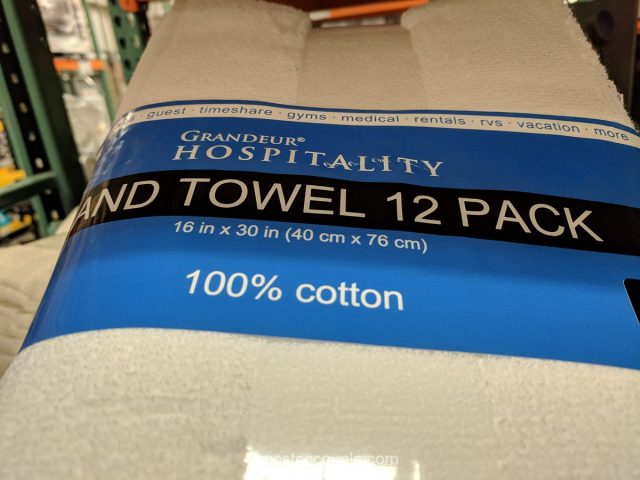 guest · timeshare · gyms · medical · rentals · rvs · vacation · more
GRANDEUR®
HOSPITALITY
AND TOWEL 12 PACK
16 in x 30 in (40 cm x 76 cm)
100% cotton